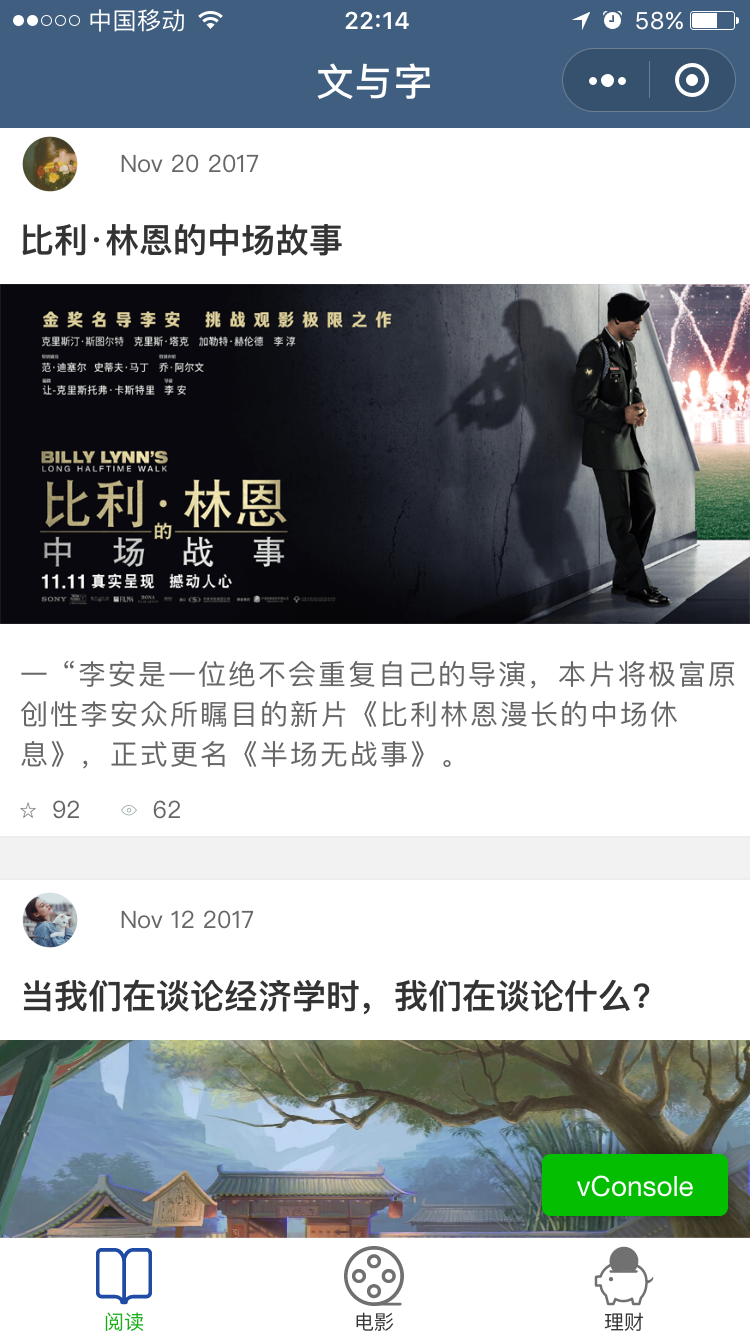 中国移动
22:14
58%
文与字
Nov 20 2017
比利·林恩的中场故事
金奖名导李安 挑战观影极限之作
克里斯汀·斯图尔特 克里斯·塔克 加勒特·赫伦德 李淳
范·迪塞尔 史蒂夫·马丁 乔·阿尔文
让-克里斯托弗·卡斯特里 李安
BILLY LYNN'S
LONG HALFTIME WALK
比利·林恩
的
中场战事
11.11 真实呈现 撼动人心
SONY
一“李安是一位绝不会重复自己的导演，本片将极富原
创性李安众所瞩目的新片《比利林恩漫长的中场休
息》，正式更名《半场无战事》。
☆ 92 62
Nov 12 2017
当我们在谈论经济学时，我们在谈论什么？
vConsole
阅读 电影 理财